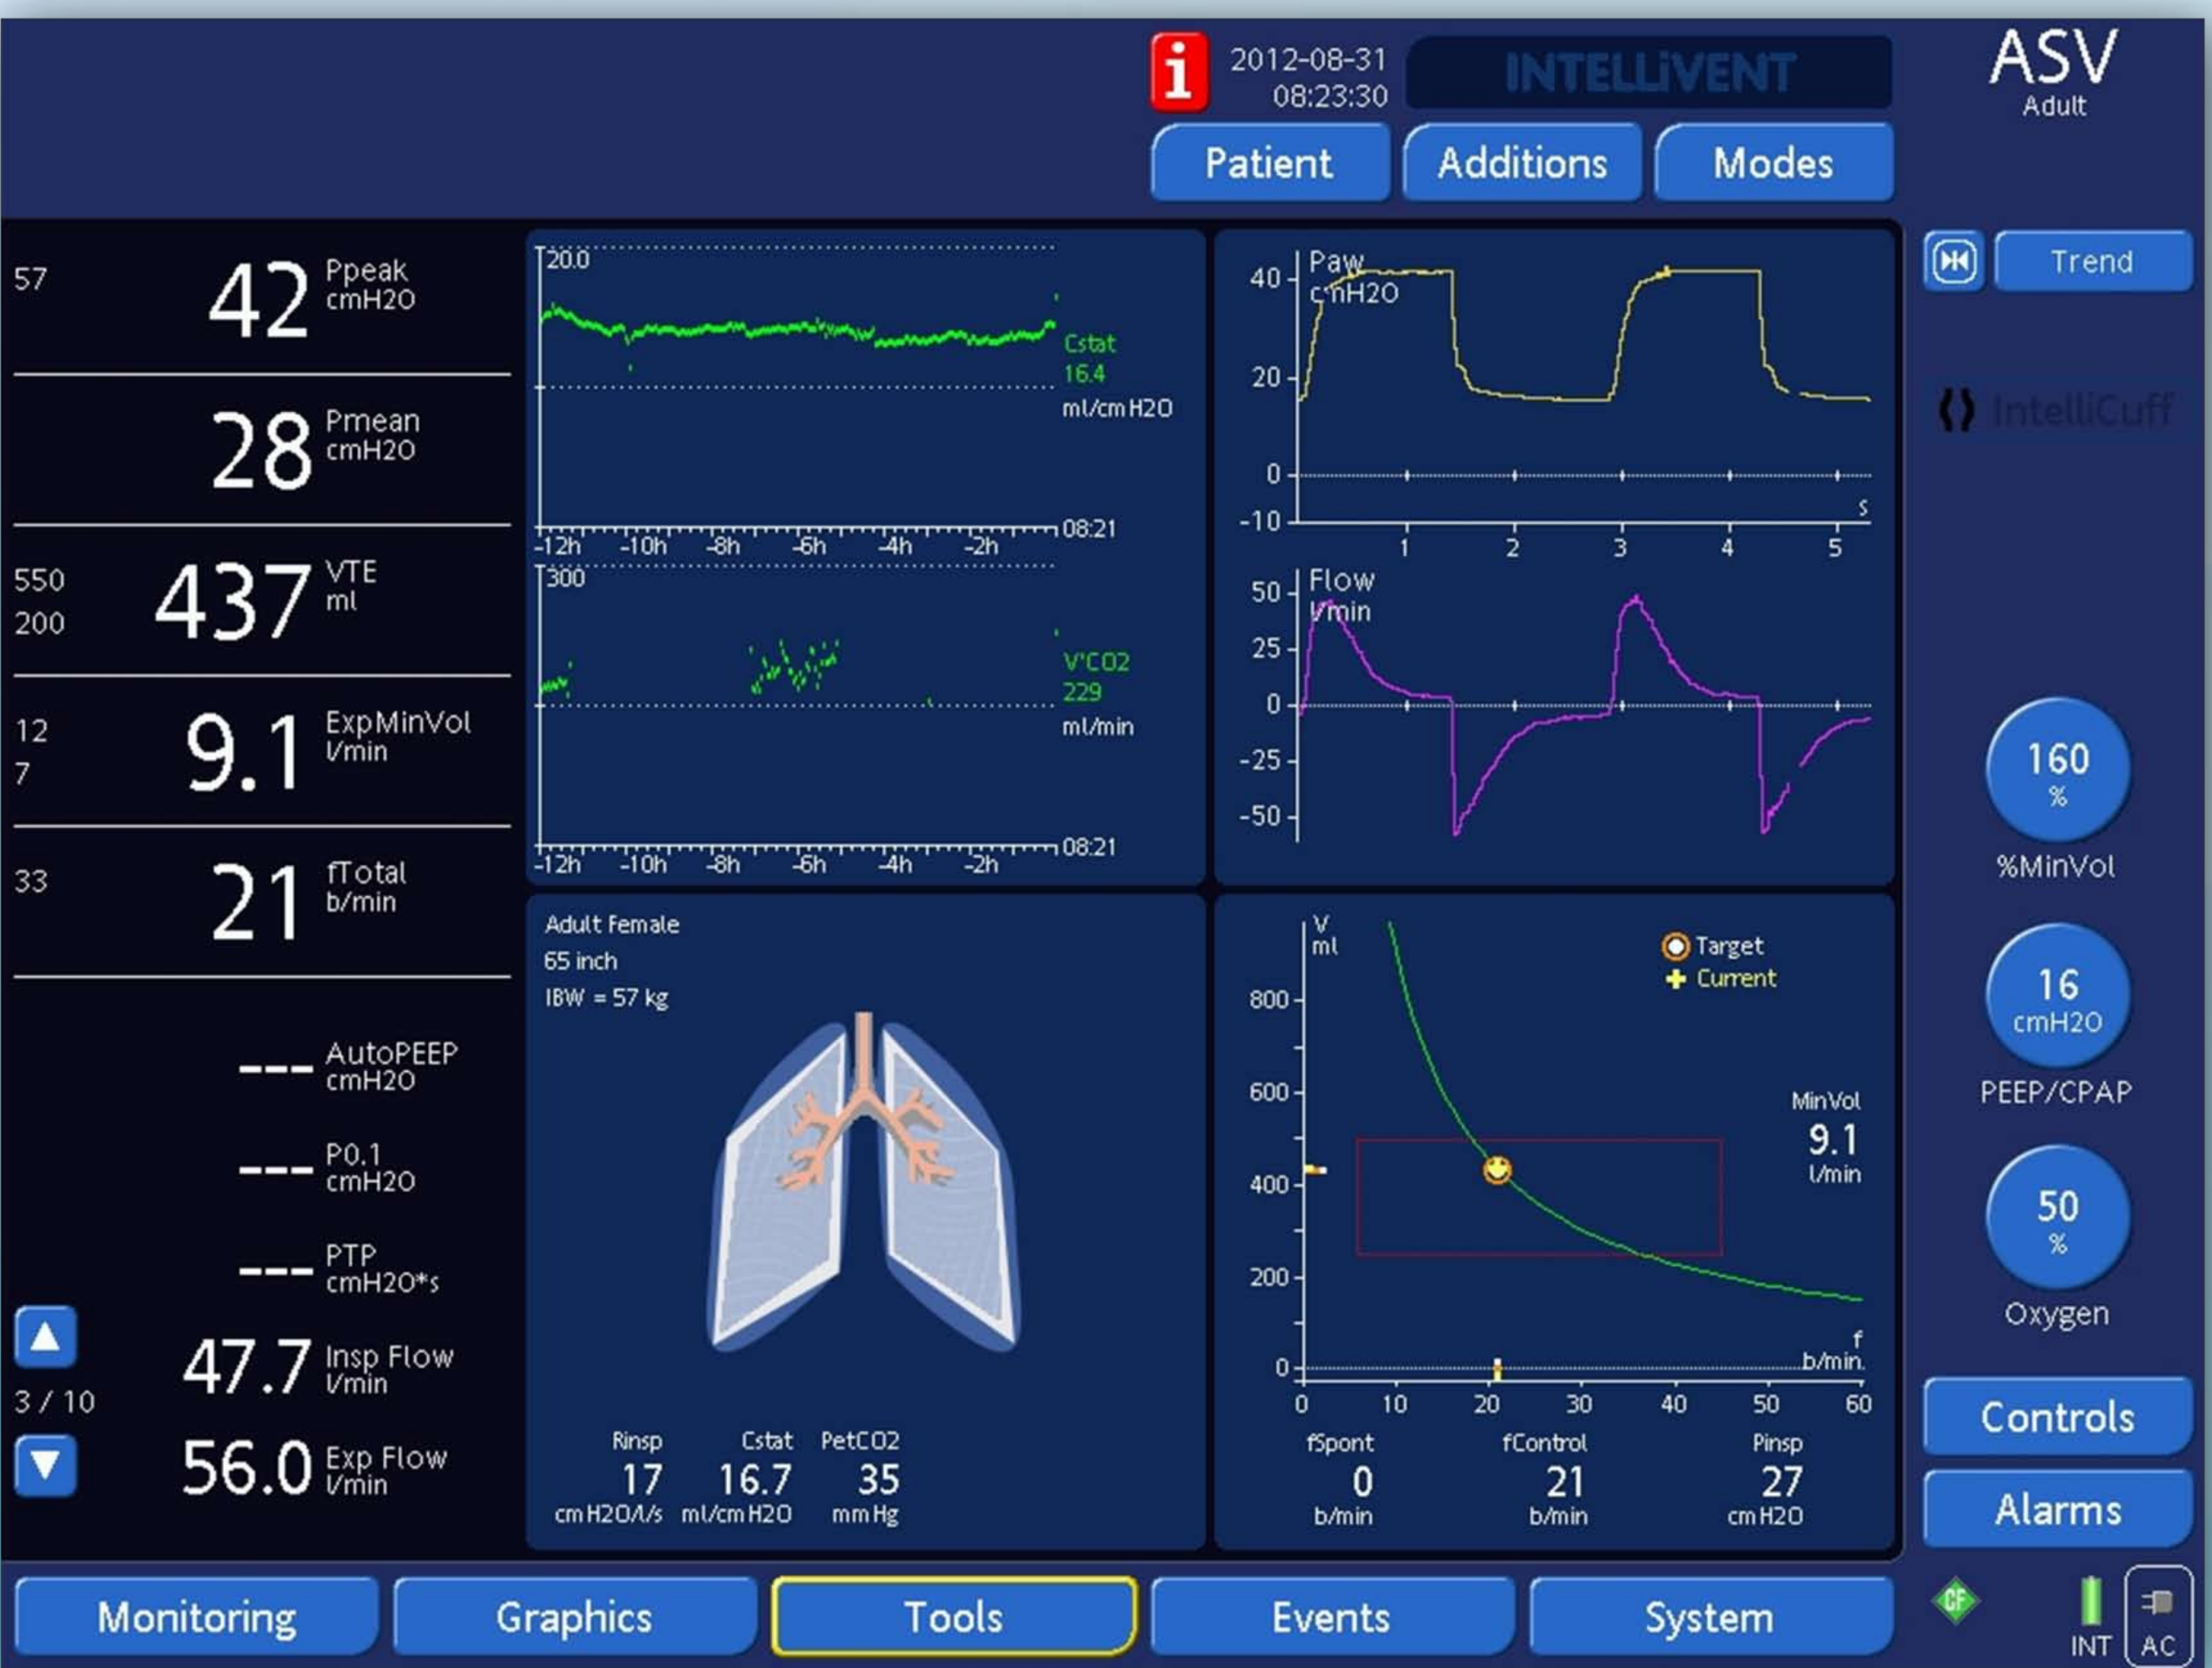 i
2012-08-31
08:23:30
INTELLiVENT
ASV
Adult
Patient
Additions
Modes
57
42
Ppeak
cmH2O
28
Pmean
cmH2O
550
200
437
VTE
ml
12
7
9.1
ExpMinVol
l/min
33
21
fTotal
b/min
---
AutoPEEP
cmH2O
---
P0.1
cmH2O
---
PTP
cmH2O*s
3 / 10
47.7
Insp Flow
l/min
56.0
Exp Flow
l/min
20.0
Cstat
16.4
ml/cmH2O
-12h -10h -8h -6h -4h -2h 08:21
300
V'CO2
229
ml/min
-12h -10h -8h -6h -4h -2h 08:21
Paw
cmH2O
40
20
0
-10
s
1 2 3 4 5
Flow
l/min
50
25
0
-25
-50
Adult Female
65 inch
IBW = 57 kg
Rinsp Cstat PetCO2
17 16.7 35
cmH2O/l/s ml/cmH2O mmHg
V
ml
Target
Current
800
600
400
200
0
MinVol
9.1
l/min
f
b/min
0 10 20 30 40 50 60
fSpont fControl Pinsp
0 21 27
b/min b/min cmH2O
Trend
IntelliCuff
160
%
%MinVol
16
cmH2O
PEEP/CPAP
50
%
Oxygen
Controls
Alarms
Monitoring
Graphics
Tools
Events
System
CF
INT
AC